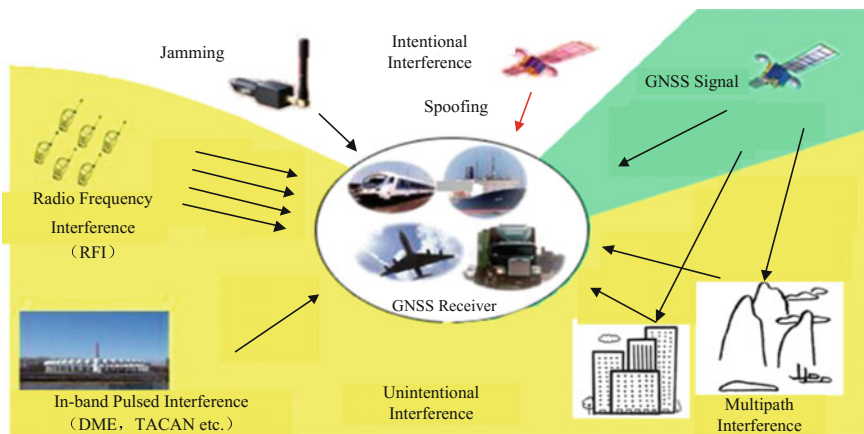 Jamming
Intentional
Interference
Spoofing
GNSS Signal
Radio Frequency
Interference
（RFI）
GNSS Receiver
In-band Pulsed Interference
（DME，TACAN etc.）
Unintentional
Interference
Multipath
Interference